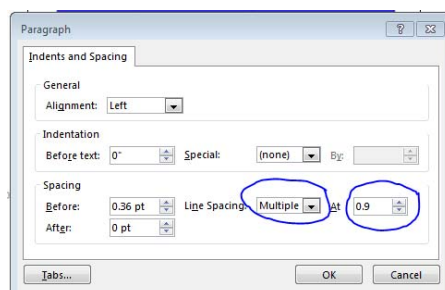 Paragraph
Indents and Spacing
General
Alignment: Left
Indentation
Before text: 0" Special: (none) By:
Spacing
Before: 0.36 pt Line Spacing: Multiple At 0.9
After: 0 pt
Tabs... OK Cancel